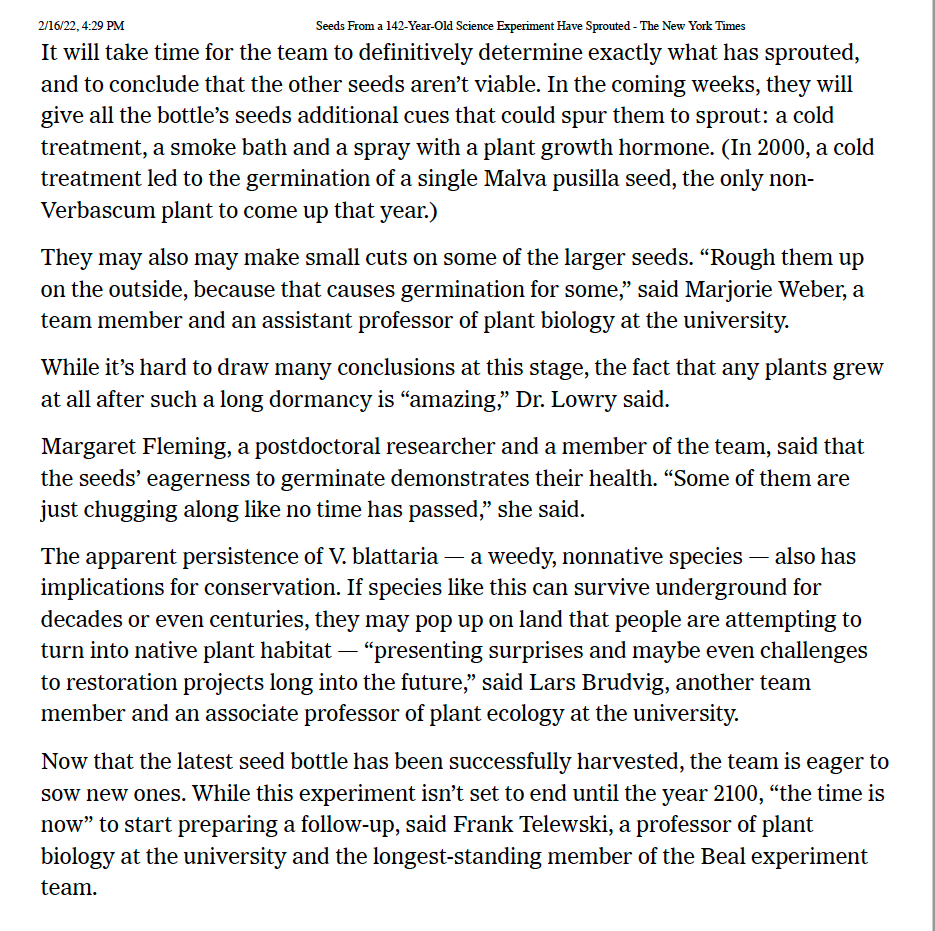 2/16/22, 4:29 PM Seeds From a 142-Year-Old Science Experiment Have Sprouted - The New York Times
It will take time for the team to definitively determine exactly what has sprouted,
and to conclude that the other seeds aren’t viable. In the coming weeks, they will
give all the bottle’s seeds additional cues that could spur them to sprout: a cold
treatment, a smoke bath and a spray with a plant growth hormone. (In 2000, a cold
treatment led to the germination of a single Malva pusilla seed, the only non-
Verbascum plant to come up that year.)
They may also may make small cuts on some of the larger seeds. “Rough them up
on the outside, because that causes germination for some,” said Marjorie Weber, a
team member and an assistant professor of plant biology at the university.
While it’s hard to draw many conclusions at this stage, the fact that any plants grew
at all after such a long dormancy is “amazing,” Dr. Lowry said.
Margaret Fleming, a postdoctoral researcher and a member of the team, said that
the seeds’ eagerness to germinate demonstrates their health. “Some of them are
just chugging along like no time has passed,” she said.
The apparent persistence of V. blattaria — a weedy, nonnative species — also has
implications for conservation. If species like this can survive underground for
decades or even centuries, they may pop up on land that people are attempting to
turn into native plant habitat — “presenting surprises and maybe even challenges
to restoration projects long into the future,” said Lars Brudvig, another team
member and an associate professor of plant ecology at the university.
Now that the latest seed bottle has been successfully harvested, the team is eager to
sow new ones. While this experiment isn’t set to end until the year 2100, “the time is
now” to start preparing a follow-up, said Frank Telewski, a professor of plant
biology at the university and the longest-standing member of the Beal experiment
team.